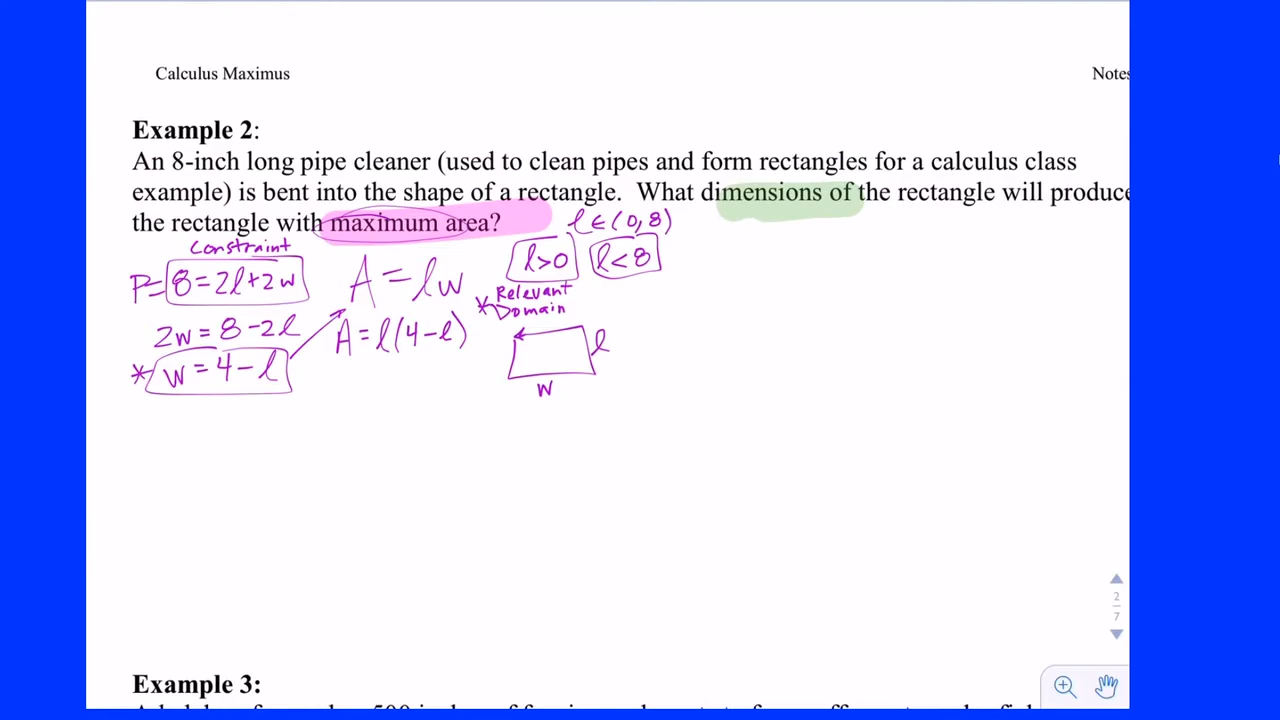 Calculus Maximus
Notes
Example 2:
An 8-inch long pipe cleaner (used to clean pipes and form rectangles for a calculus class
example) is bent into the shape of a rectangle. What dimensions of the rectangle will produce
the rectangle with maximum area?
l ∈ (0, 8)
Constraint
P= 8 = 2l + 2w
A = lw
l > 0
l < 8
* Relevant
Domain
2w = 8 - 2l
A = l(4 - l)
* w = 4 - l
l
w
2
7
Example 3: